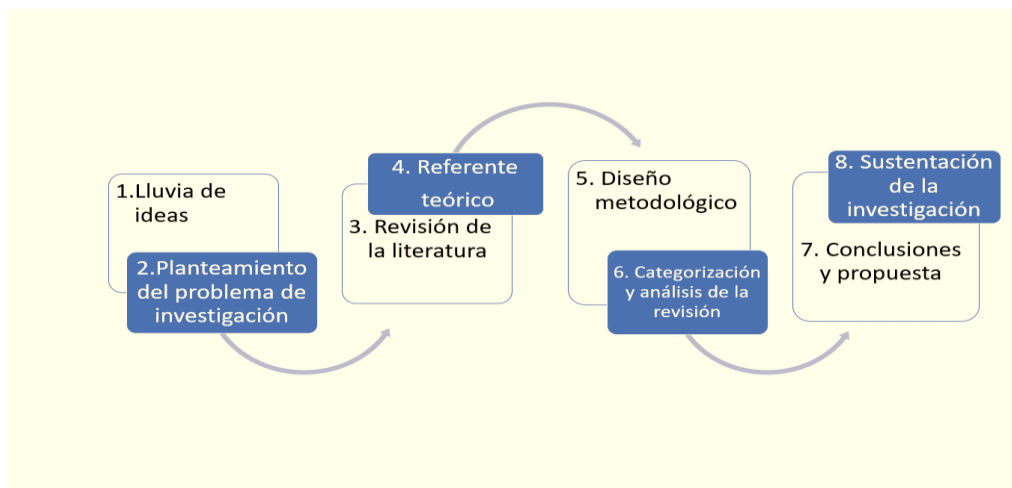 1.Lluvia de
ideas
2.Planteamiento
del problema de
investigación
3. Revisión de
la literatura
4. Referente
teórico
5. Diseño
metodológico
6. Categorización
y análisis de la
revisión
7. Conclusiones
y propuesta
8. Sustentación
de la
investigación